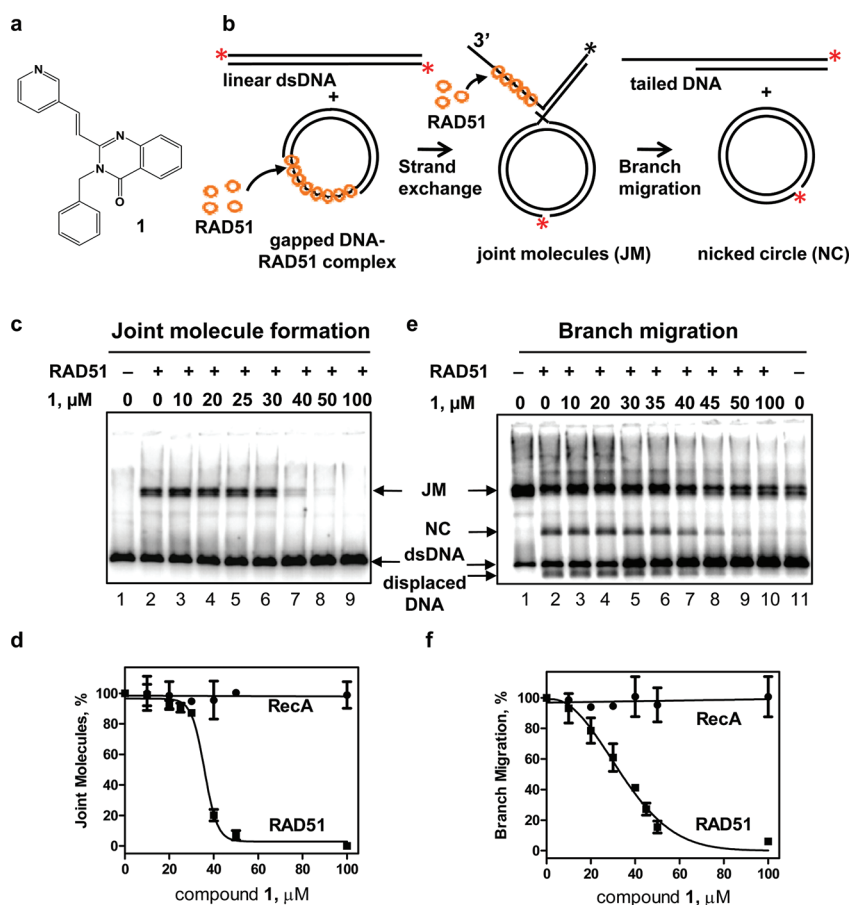 a
N
N
N
O
1
b
linear dsDNA
+
RAD51
gapped DNA-
RAD51 complex
3’
RAD51
Strand
exchange
joint molecules (JM)
Branch
migration
tailed DNA
+
nicked circle (NC)
*
*
*
*
*
*
c
Joint molecule formation
RAD51 – + + + + + + + +
1, µM 0 0 10 20 25 30 40 50 100
1 2 3 4 5 6 7 8 9
JM
NC
dsDNA
displaced
DNA
e
Branch migration
RAD51 – + + + + + + + + + –
1, µM 0 0 10 20 30 35 40 45 50 100 0
1 2 3 4 5 6 7 8 9 10 11
d
Joint Molecules, %
120
100
80
60
40
20
0
RecA
RAD51
0 20 40 60 80 100
compound 1, µM
f
Branch Migration, %
120
100
80
60
40
20
0
RecA
RAD51
0 20 40 60 80 100
compound 1, µM